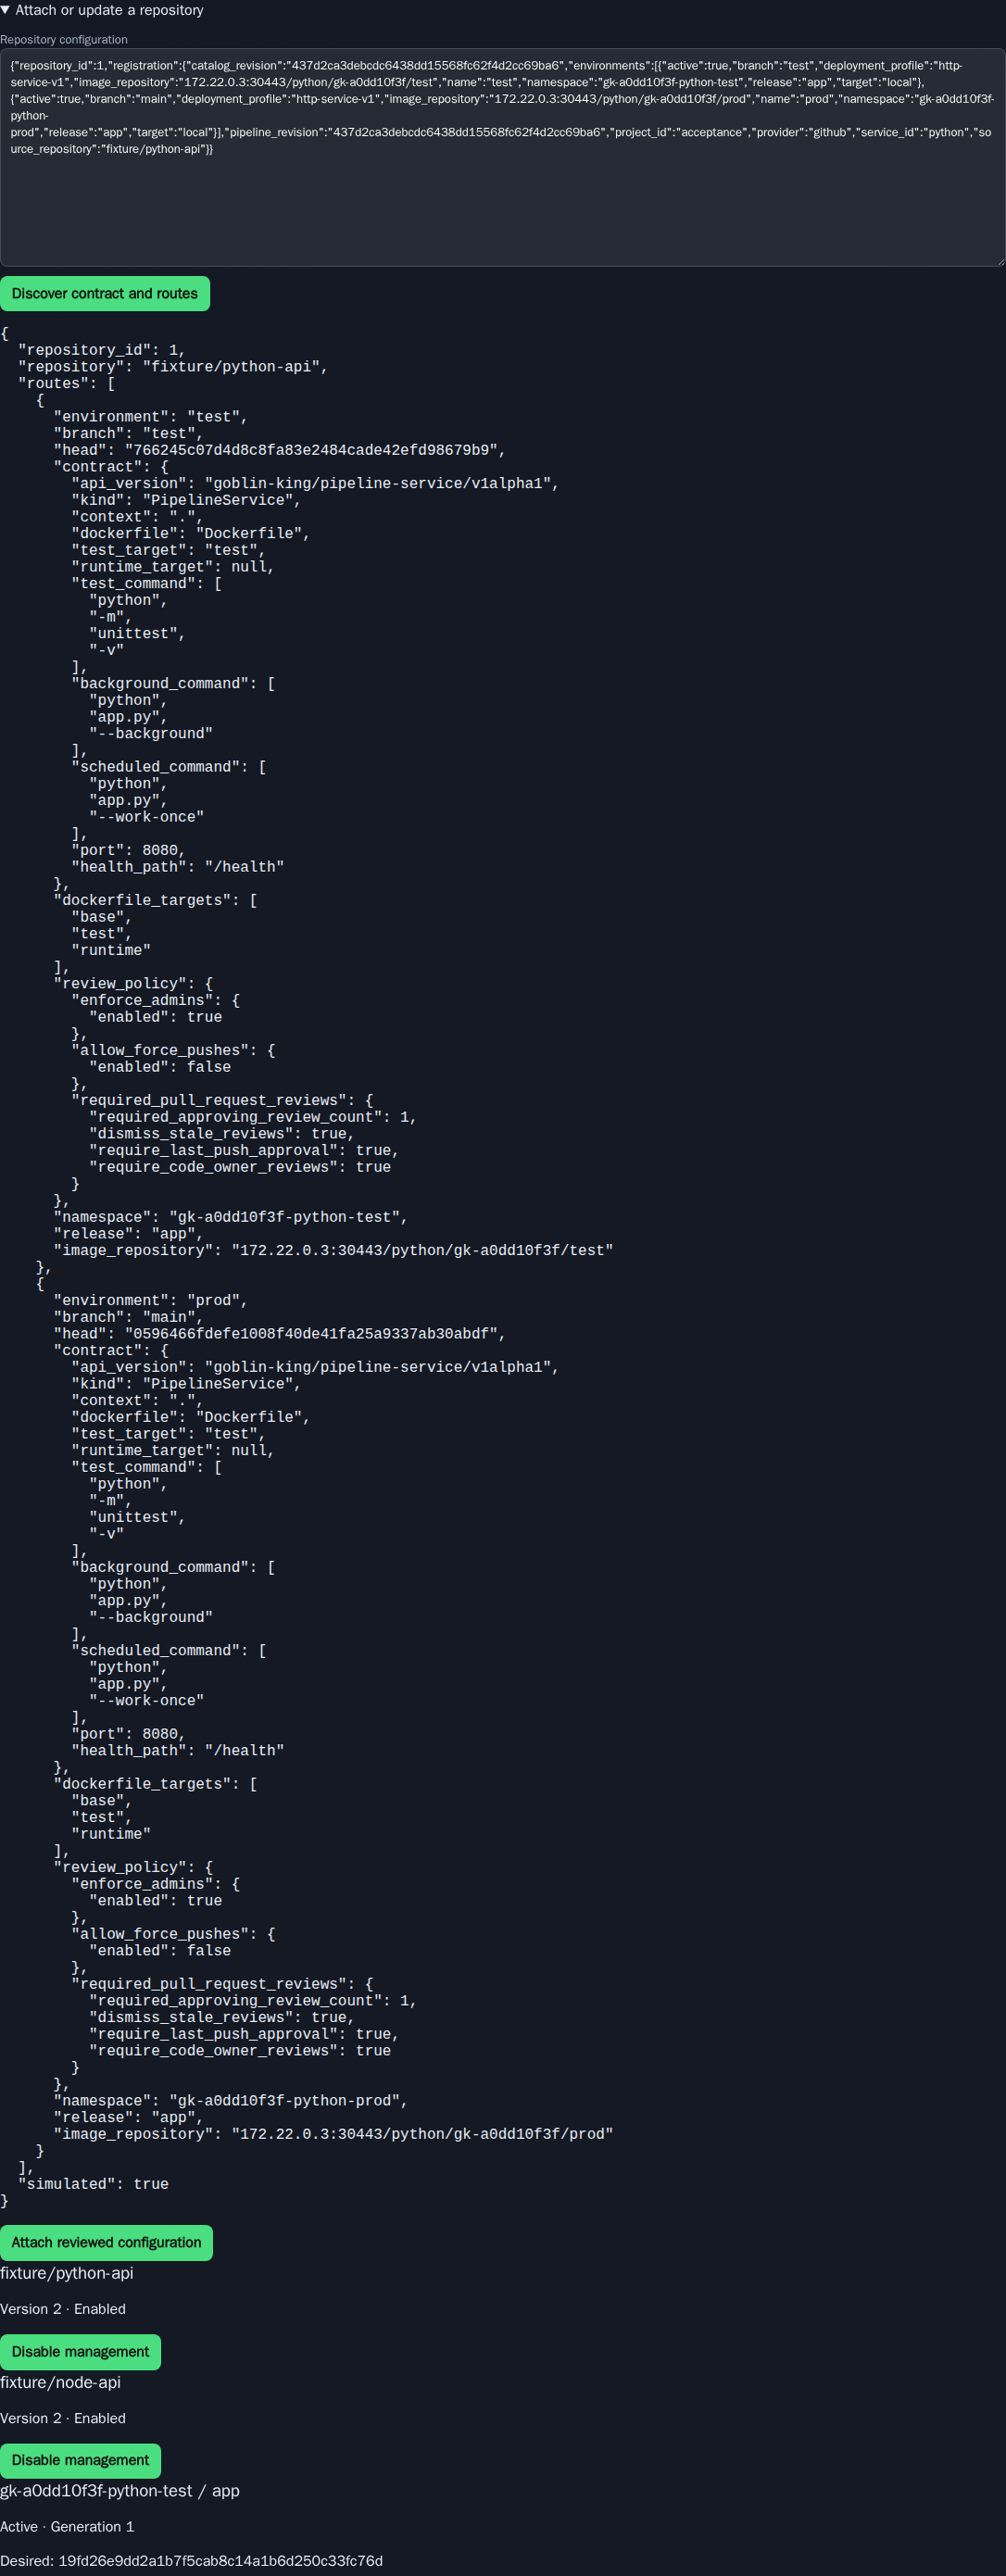 ▼ Attach or update a repository
Repository configuration
{"repository_id":1,"registration":{"catalog_revision":"437d2ca3debcdc6438dd15568fc62f4d2cc69ba6","environments":[{"active":true,"branch":"test","deployment_profile":"http-
service-v1","image_repository":"172.22.0.3:30443/python/gk-a0dd10f3f/test","name":"test","namespace":"gk-a0dd10f3f-python-test","release":"app","target":"local"},
{"active":true,"branch":"main","deployment_profile":"http-service-v1","image_repository":"172.22.0.3:30443/python/gk-a0dd10f3f/prod","name":"prod","namespace":"gk-a0dd10f3f-
python-
prod","release":"app","target":"local"}],"pipeline_revision":"437d2ca3debcdc6438dd15568fc62f4d2cc69ba6","project_id":"acceptance","provider":"github","service_id":"python","so
urce_repository":"fixture/python-api"}}
Discover contract and routes
{
  "repository_id": 1,
  "repository": "fixture/python-api",
  "routes": [
    {
      "environment": "test",
      "branch": "test",
      "head": "766245c07d4d8c8fa83e2484cade42efd98679b9",
      "contract": {
        "api_version": "goblin-king/pipeline-service/v1alpha1",
        "kind": "PipelineService",
        "context": ".",
        "dockerfile": "Dockerfile",
        "test_target": "test",
        "runtime_target": null,
        "test_command": [
          "python",
          "-m",
          "unittest",
          "-v"
        ],
        "background_command": [
          "python",
          "app.py",
          "--background"
        ],
        "scheduled_command": [
          "python",
          "app.py",
          "--work-once"
        ],
        "port": 8080,
        "health_path": "/health"
      },
      "dockerfile_targets": [
        "base",
        "test",
        "runtime"
      ],
      "review_policy": {
        "enforce_admins": {
          "enabled": true
        },
        "allow_force_pushes": {
          "enabled": false
        },
        "required_pull_request_reviews": {
          "required_approving_review_count": 1,
          "dismiss_stale_reviews": true,
          "require_last_push_approval": true,
          "require_code_owner_reviews": true
        }
      },
      "namespace": "gk-a0dd10f3f-python-test",
      "release": "app",
      "image_repository": "172.22.0.3:30443/python/gk-a0dd10f3f/test"
    },
    {
      "environment": "prod",
      "branch": "main",
      "head": "0596466fdefe1008f40de41fa25a9337ab30abdf",
      "contract": {
        "api_version": "goblin-king/pipeline-service/v1alpha1",
        "kind": "PipelineService",
        "context": ".",
        "dockerfile": "Dockerfile",
        "test_target": "test",
        "runtime_target": null,
        "test_command": [
          "python",
          "-m",
          "unittest",
          "-v"
        ],
        "background_command": [
          "python",
          "app.py",
          "--background"
        ],
        "scheduled_command": [
          "python",
          "app.py",
          "--work-once"
        ],
        "port": 8080,
        "health_path": "/health"
      },
      "dockerfile_targets": [
        "base",
        "test",
        "runtime"
      ],
      "review_policy": {
        "enforce_admins": {
          "enabled": true
        },
        "allow_force_pushes": {
          "enabled": false
        },
        "required_pull_request_reviews": {
          "required_approving_review_count": 1,
          "dismiss_stale_reviews": true,
          "require_last_push_approval": true,
          "require_code_owner_reviews": true
        }
      },
      "namespace": "gk-a0dd10f3f-python-prod",
      "release": "app",
      "image_repository": "172.22.0.3:30443/python/gk-a0dd10f3f/prod"
    }
  ],
  "simulated": true
}
Attach reviewed configuration
fixture/python-api
Version 2 · Enabled
Disable management
fixture/node-api
Version 2 · Enabled
Disable management
gk-a0dd10f3f-python-test / app
Active · Generation 1
Desired: 19fd26e9dd2a1b7f5cab8c14a1b6d250c33fc76d